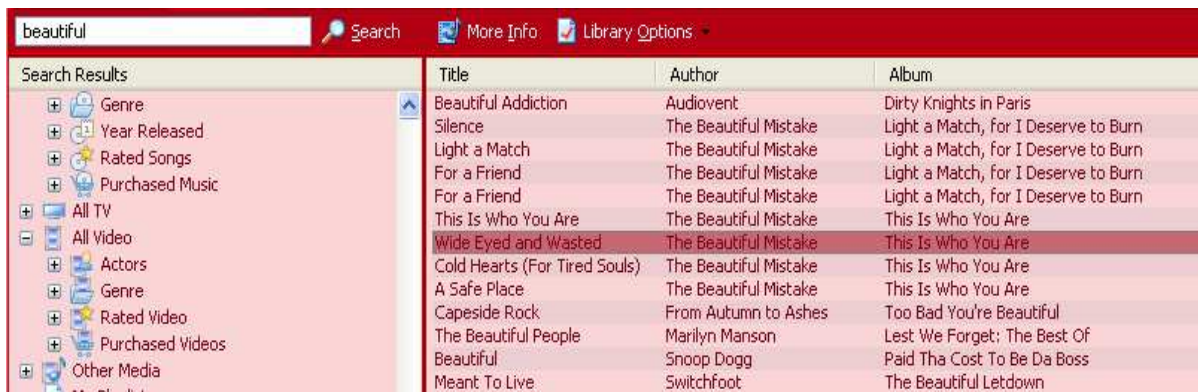 beautiful Search More Info Library Options
Search Results
Genre
Year Released
Rated Songs
Purchased Music
All TV
All Video
Actors
Genre
Rated Video
Purchased Videos
Other Media
Title Author Album
Beautiful Addiction Audiovent Dirty Knights in Paris
Silence The Beautiful Mistake Light a Match, for I Deserve to Burn
Light a Match The Beautiful Mistake Light a Match, for I Deserve to Burn
For a Friend The Beautiful Mistake Light a Match, for I Deserve to Burn
For a Friend The Beautiful Mistake Light a Match, for I Deserve to Burn
This Is Who You Are The Beautiful Mistake This Is Who You Are
Wide Eyed and Wasted The Beautiful Mistake This Is Who You Are
Cold Hearts (For Tired Souls) The Beautiful Mistake This Is Who You Are
A Safe Place The Beautiful Mistake This Is Who You Are
Capeside Rock From Autumn to Ashes Too Bad You're Beautiful
The Beautiful People Marilyn Manson Lest We Forget: The Best Of
Beautiful Snoop Dogg Paid Tha Cost To Be Da Boss
Meant To Live Switchfoot The Beautiful Letdown